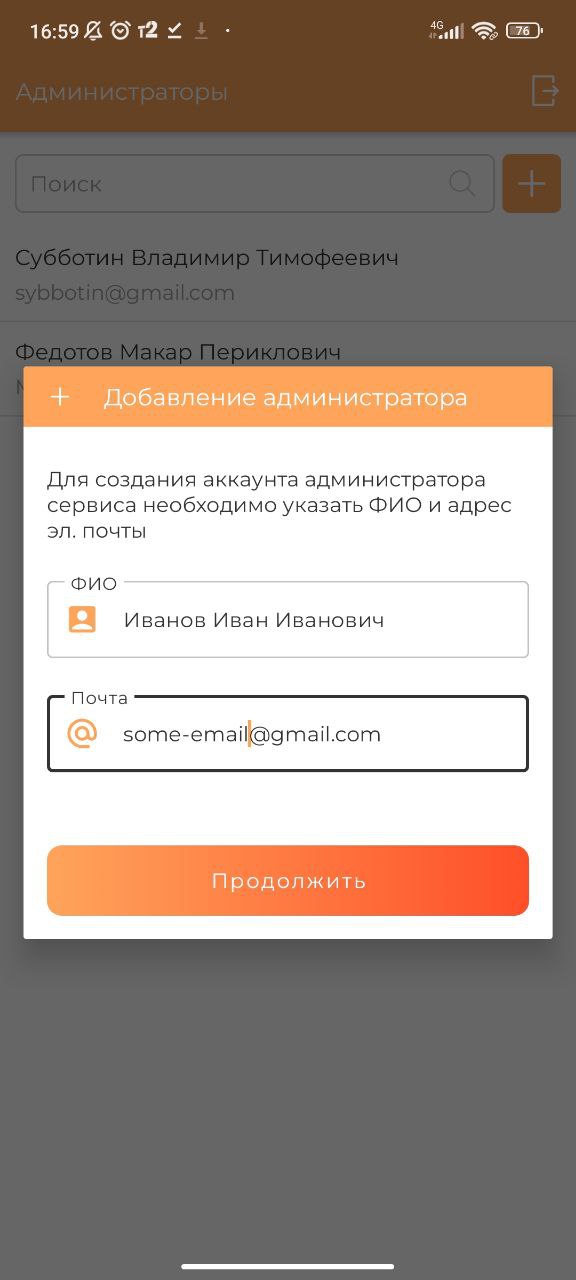 16:59 т2 4G 76
Администраторы
Поиск
Субботин Владимир Тимофеевич
sybbotin@gmail.com
Федотов Макар Периклович
+ Добавление администратора
Для создания аккаунта администратора
сервиса необходимо указать ФИО и адрес
эл. почты
ФИО
Иванов Иван Иванович
Почта
some-email@gmail.com
Продолжить